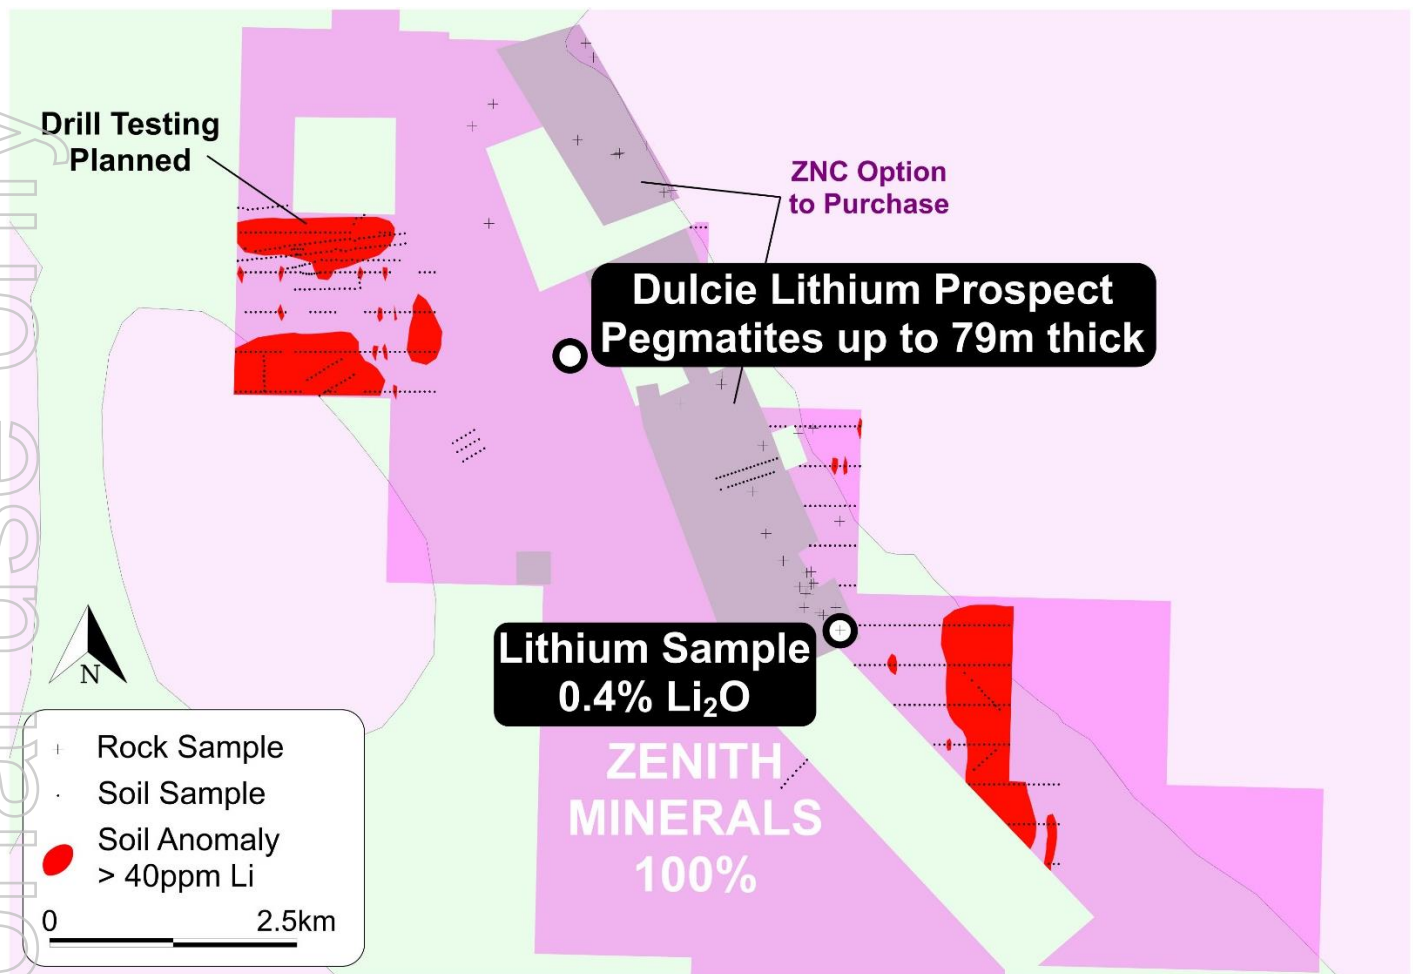 Drill Testing
Planned
ZNC Option
to Purchase
Dulcie Lithium Prospect
Pegmatites up to 79m thick
Lithium Sample
0.4% Li₂O
ZENITH
MINERALS
100%
N
Rock Sample
Soil Sample
Soil Anomaly
> 40ppm Li
0 2.5km